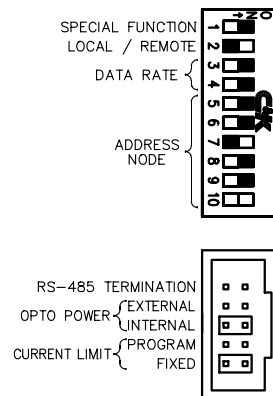 ON
SPECIAL FUNCTION 1
LOCAL / REMOTE 2
DATA RATE 3
4
5
6
ADDRESS NODE 7
8
9
10
C&K
RS-485 TERMINATION
OPTO POWER
EXTERNAL
INTERNAL
CURRENT LIMIT
PROGRAM
FIXED